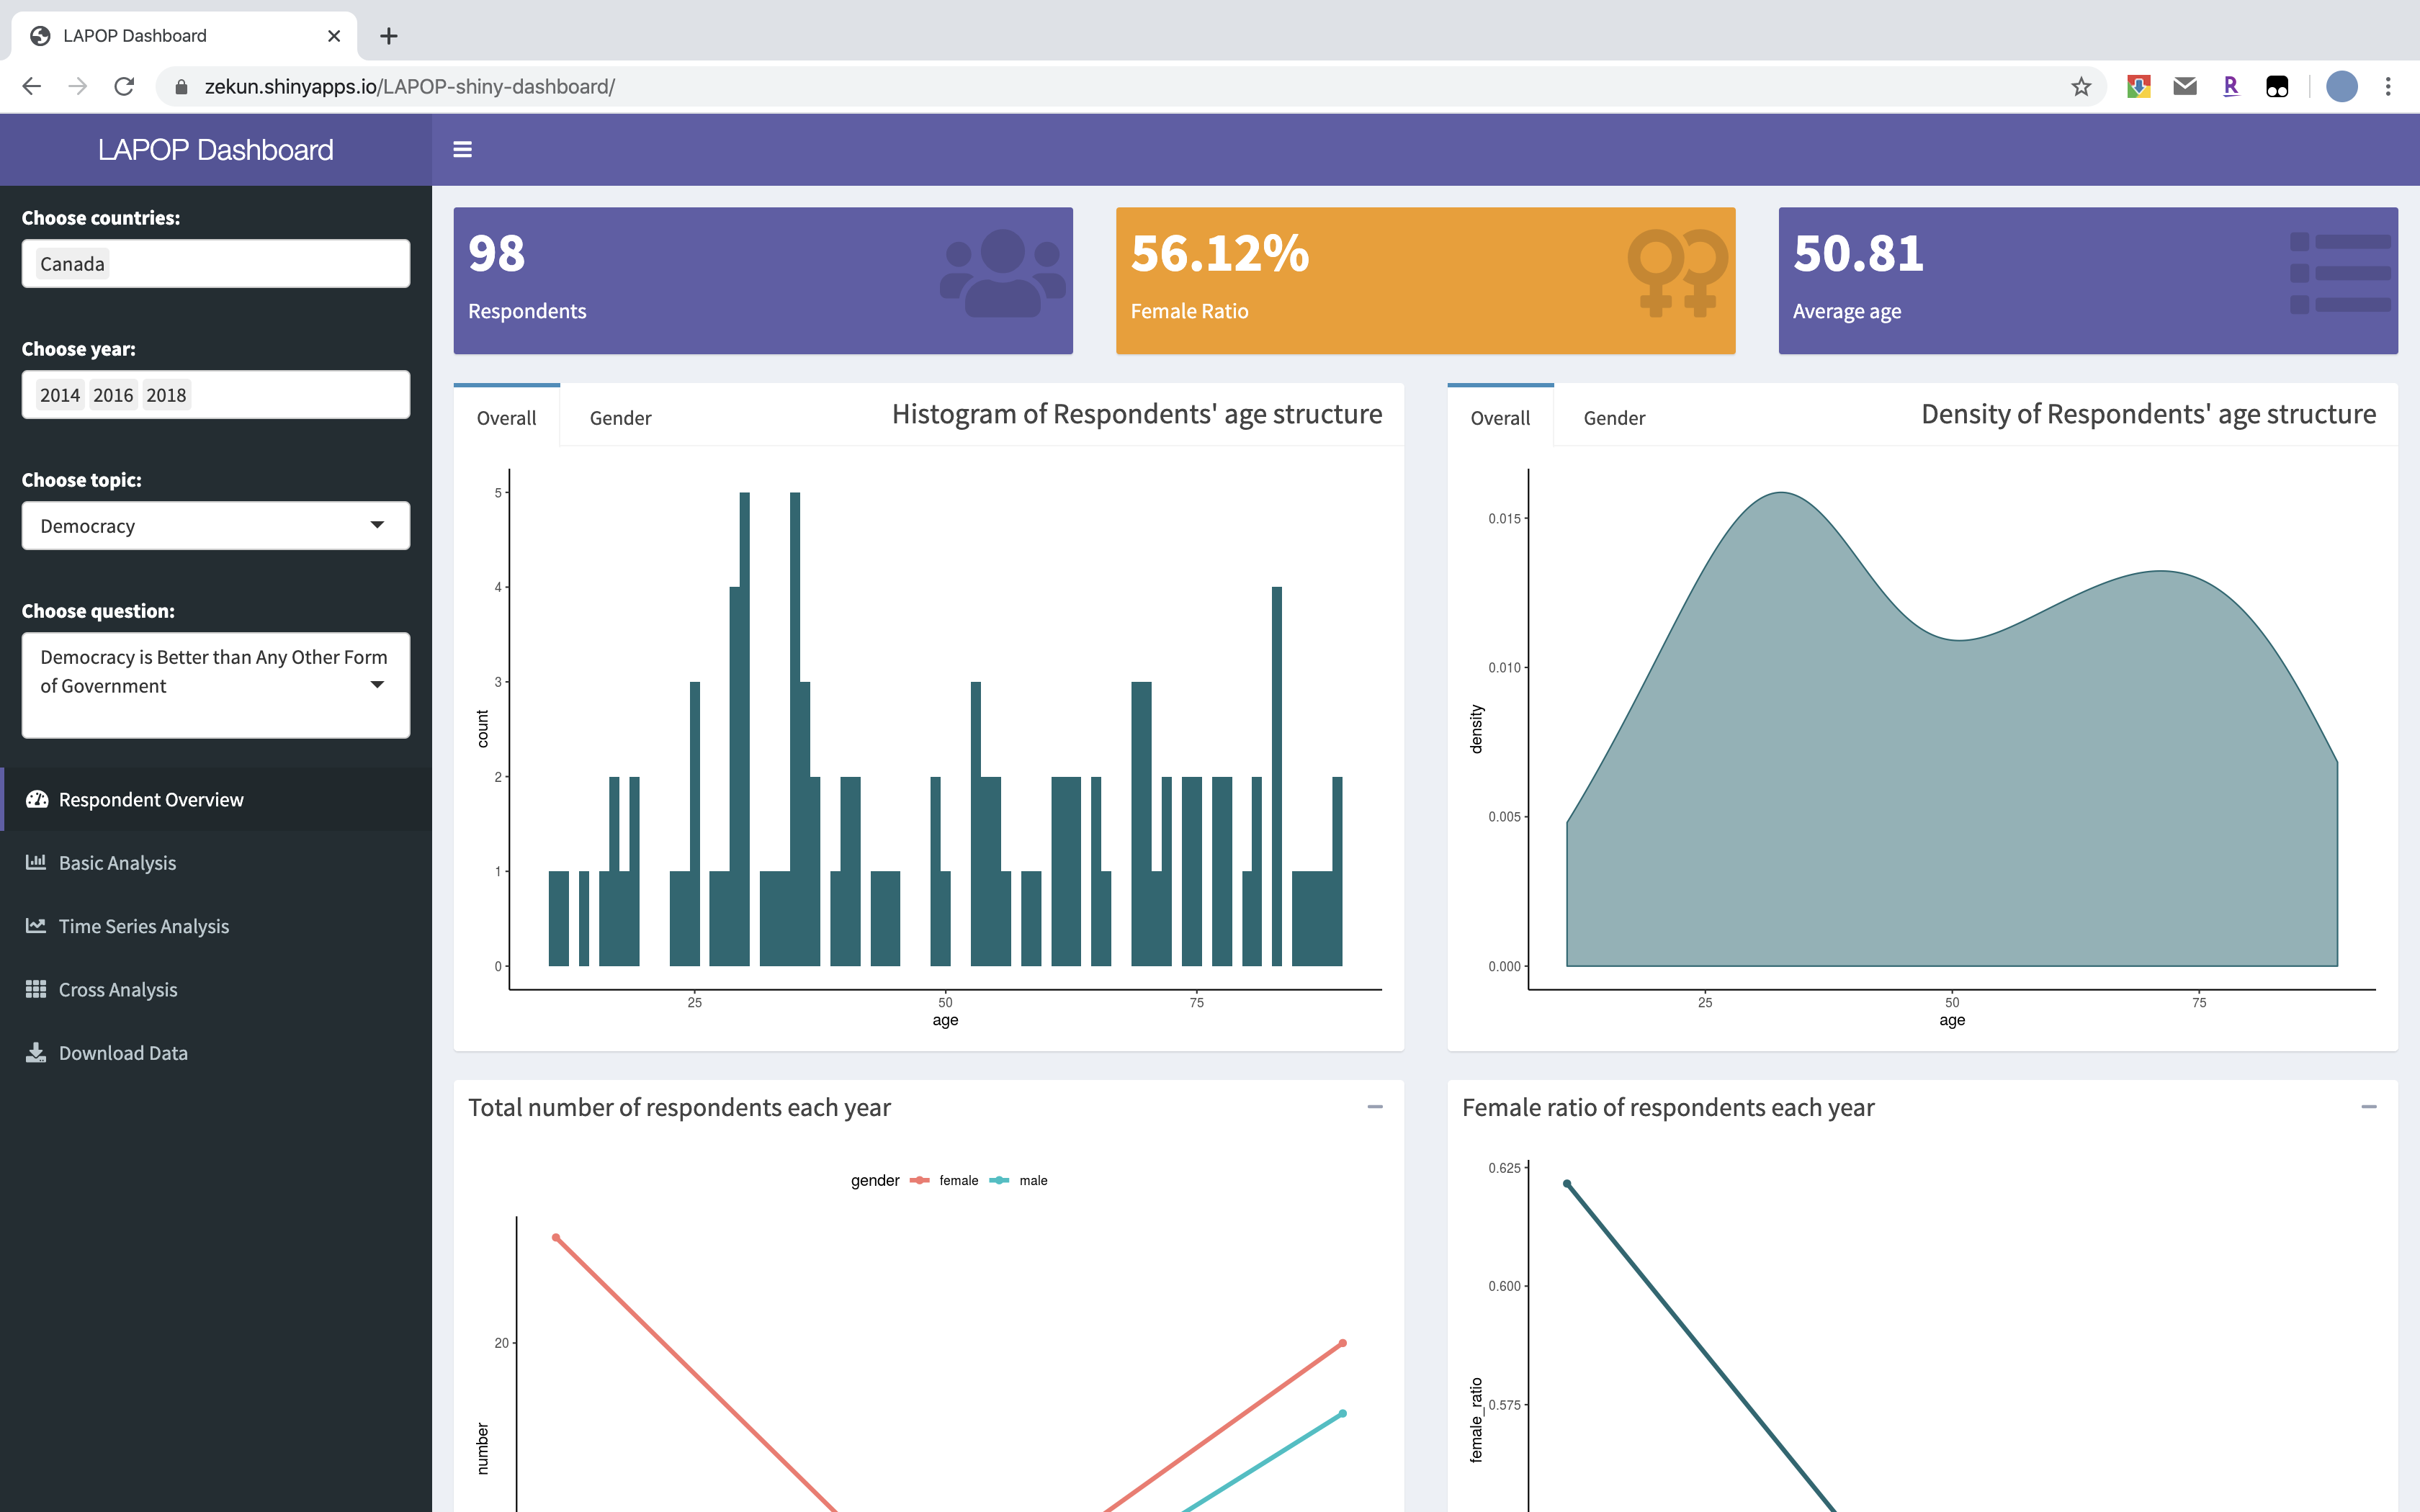 LAPOP Dashboard
zekun.shinyapps.io/LAPOP-shiny-dashboard/
R
LAPOP Dashboard
Choose countries:
Canada
Choose year:
2014 2016 2018
Choose topic:
Democracy
Choose question:
Democracy is Better than Any Other Form
of Government
Respondent Overview
Basic Analysis
Time Series Analysis
Cross Analysis
Download Data
98
Respondents
56.12%
Female Ratio
50.81
Average age
Overall Gender Histogram of Respondents' age structure
5
4
3
2
1
0
count
25 50 75
age
Overall Gender Density of Respondents' age structure
0.015
0.010
0.005
0.000
density
25 50 75
age
Total number of respondents each year
gender female male
20
number
Female ratio of respondents each year
0.625
0.600
0.575
female_ratio